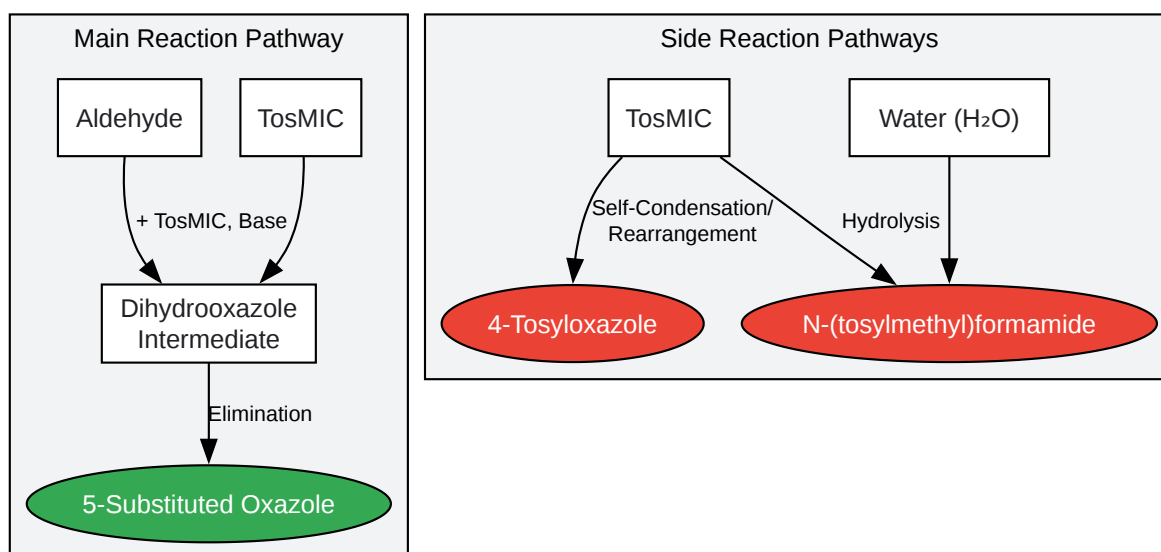 Main Reaction Pathway
Aldehyde
TosMIC
+ TosMIC, Base
Dihydrooxazole
Intermediate
Elimination
5-Substituted Oxazole
Side Reaction Pathways
TosMIC
Water (H₂O)
Self-Condensation/
Rearrangement
Hydrolysis
4-Tosyloxazole
N-(tosylmethyl)formamide